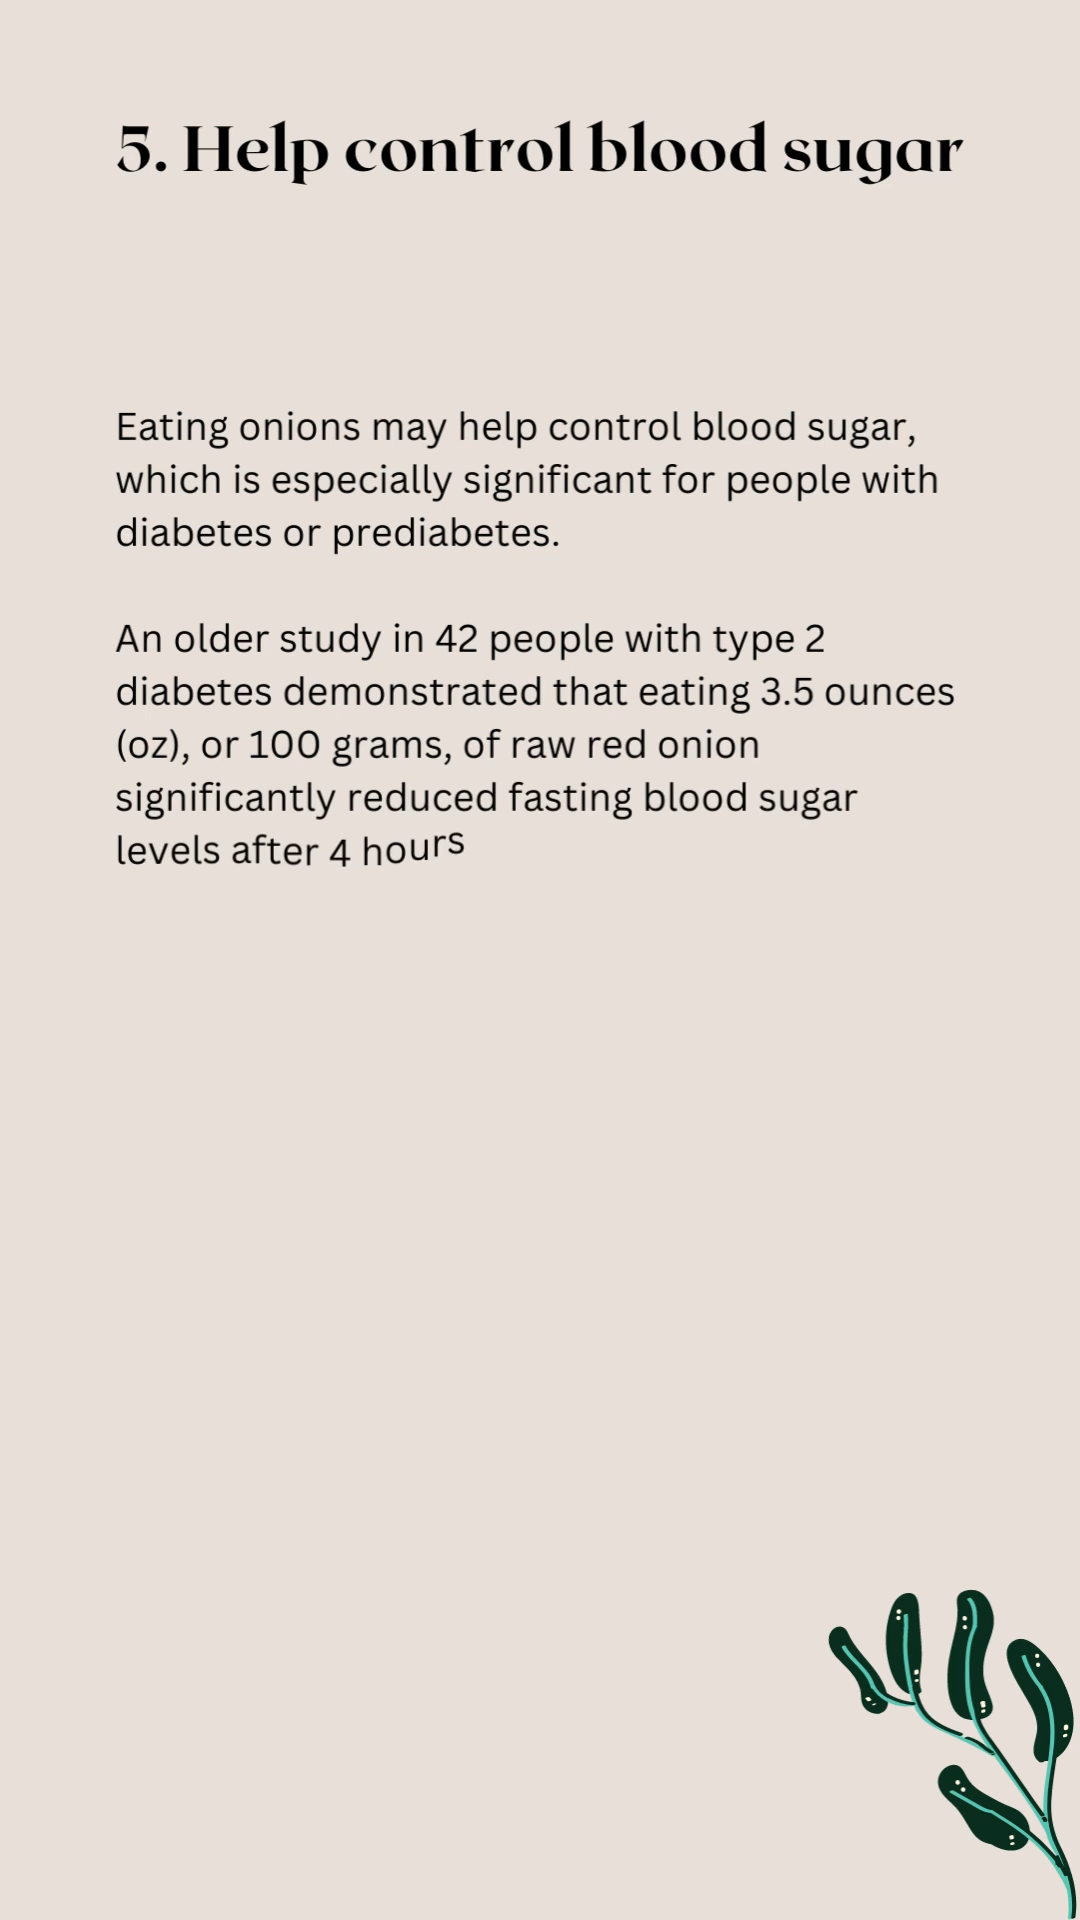 5. Help control blood sugar
Eating onions may help control blood sugar,
which is especially significant for people with
diabetes or prediabetes.
An older study in 42 people with type 2
diabetes demonstrated that eating 3.5 ounces
(oz), or 100 grams, of raw red onion
significantly reduced fasting blood sugar
levels after 4 hours